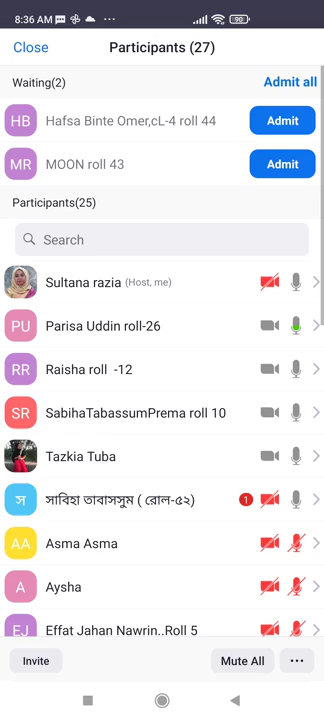 8:36 AM
90
Close
Participants (27)
Waiting(2)
Admit all
HB
Hafsa Binte Omer,cL-4 roll 44
Admit
MR
MOON roll 43
Admit
Participants(25)
Search
Sultana razia (Host, me)
PU
Parisa Uddin roll-26
RR
Raisha roll -12
SR
SabihaTabassumPrema roll 10
Tazkia Tuba
স
সাবিহা তাবাসসুম ( রোল-৫২)
1
AA
Asma Asma
A
Aysha
EJ
Effat Jahan Nawrin..Roll 5
Invite
Mute All